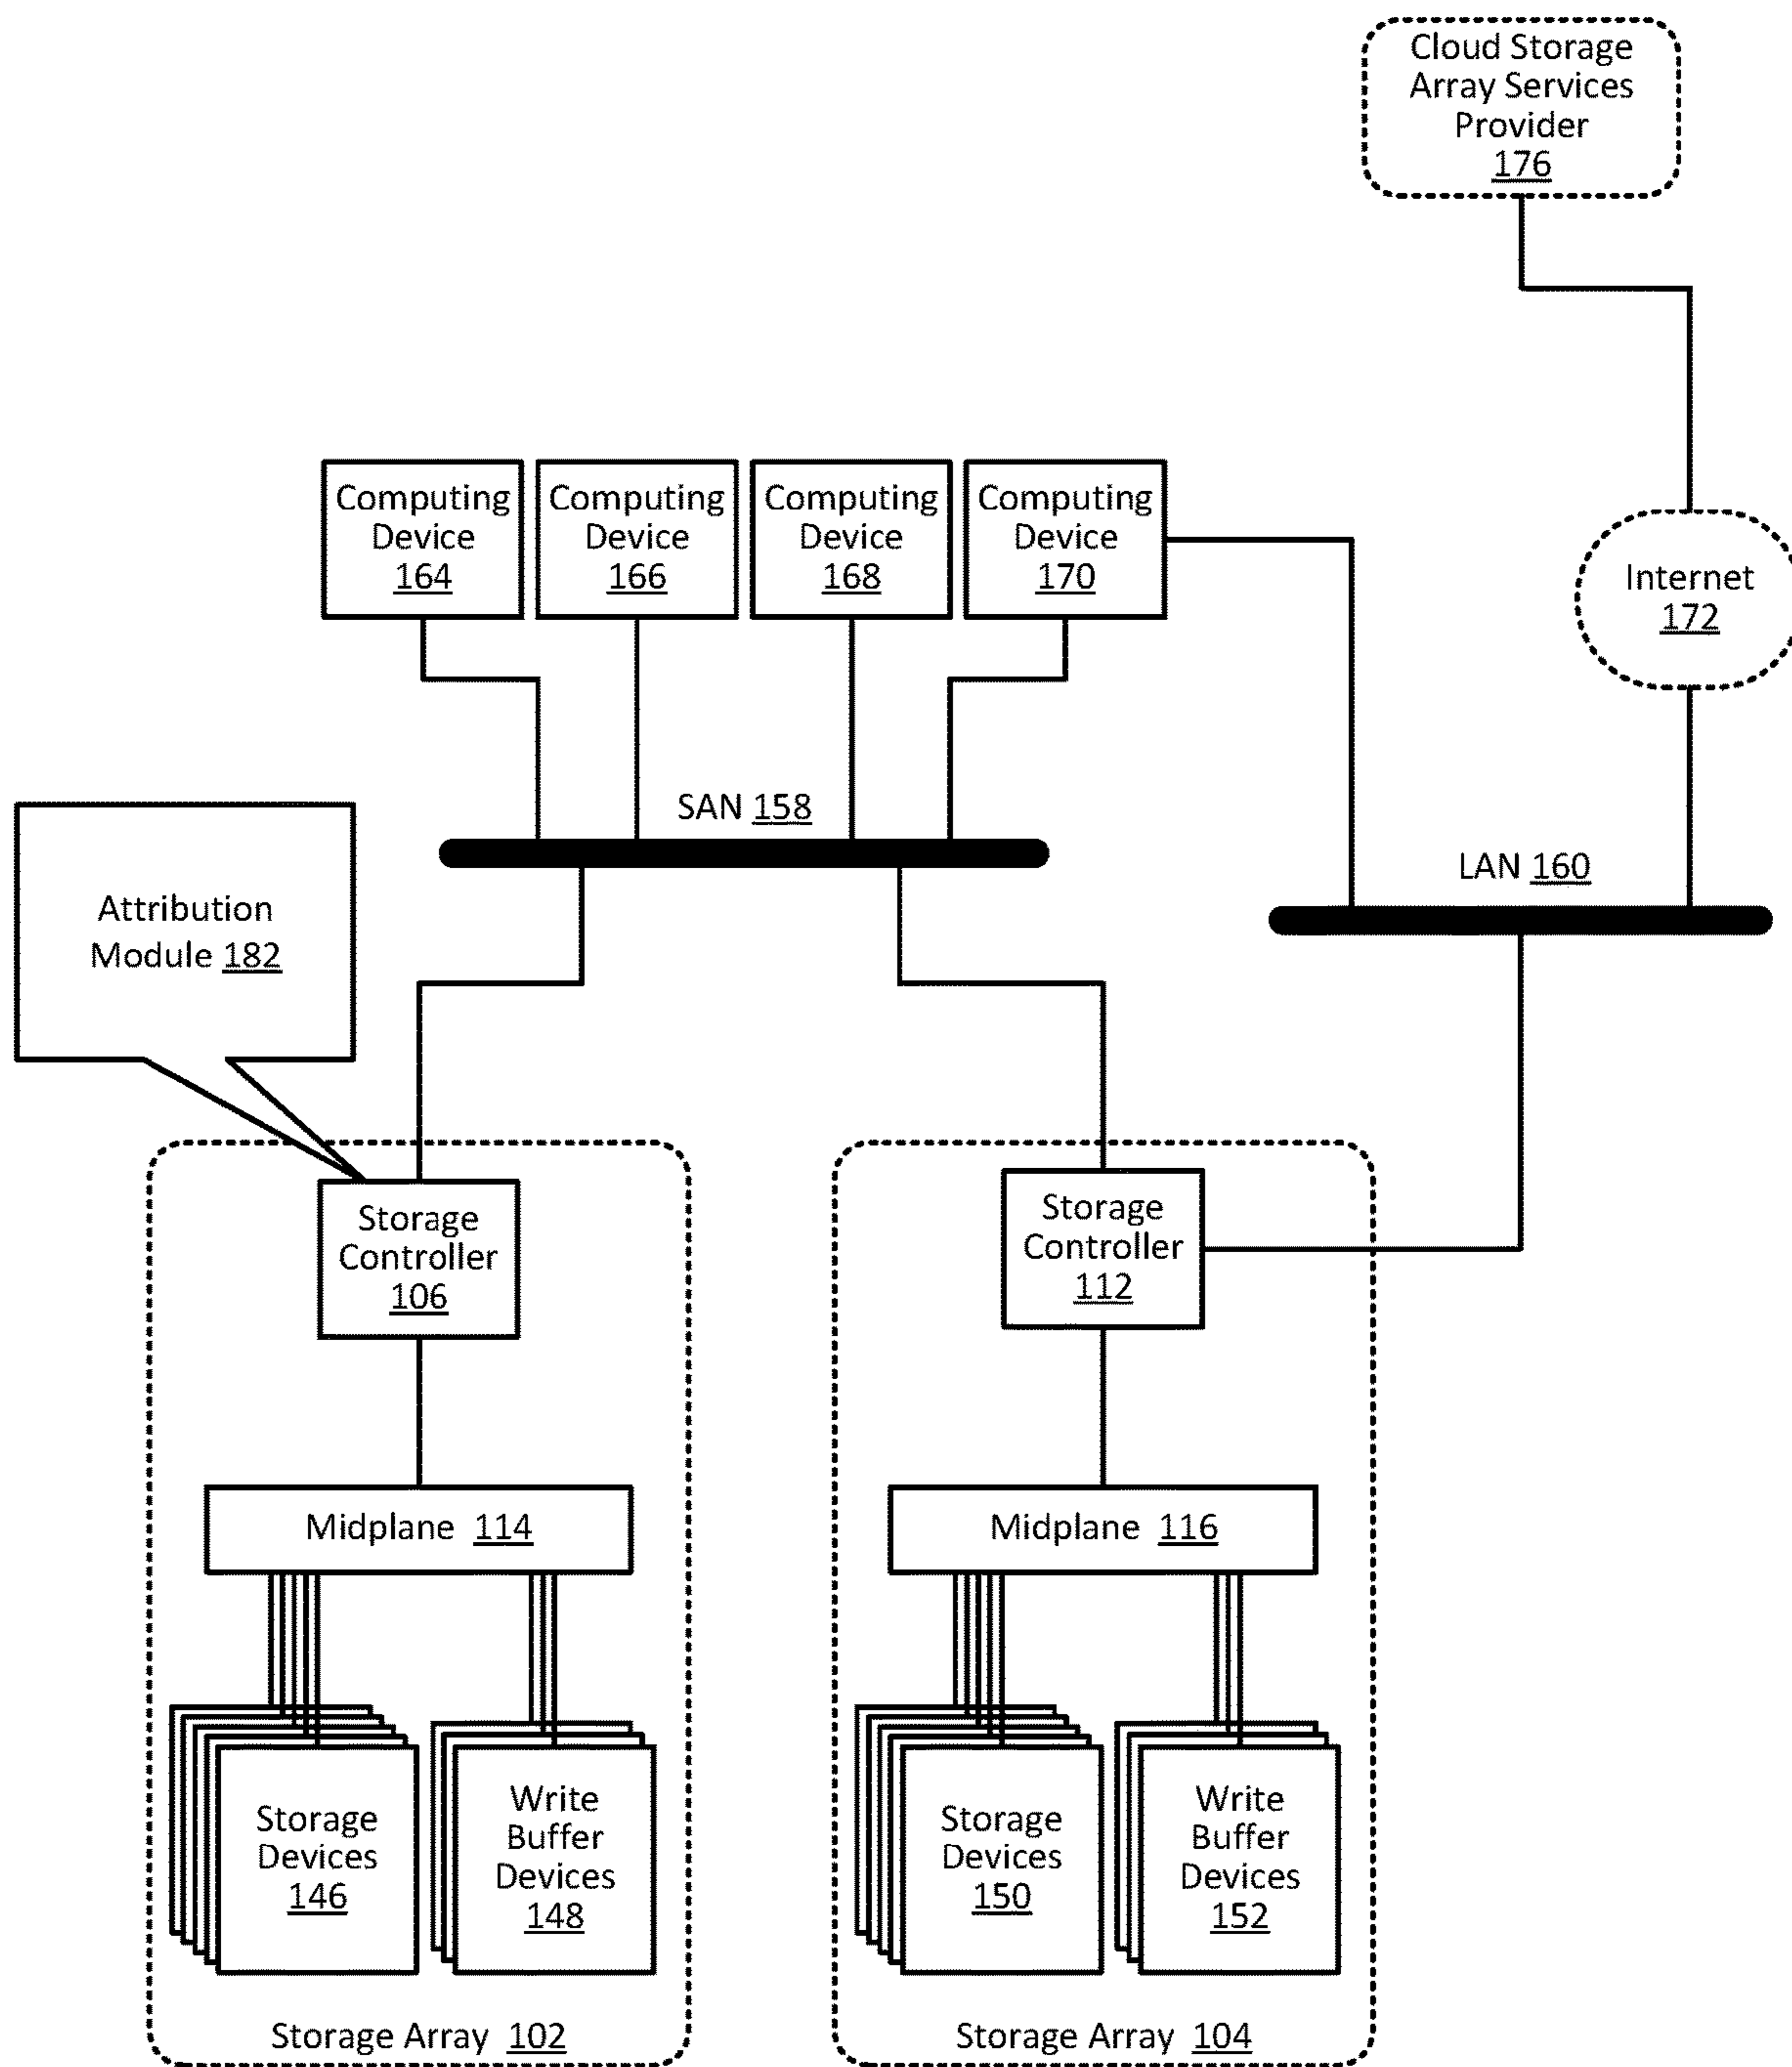 Cloud Storage
Array Services
Provider
176
Computing
Device
164
Computing
Device
166
Computing
Device
168
Computing
Device
170
Internet
172
SAN 158
LAN 160
Attribution
Module 182
Storage
Controller
106
Storage
Controller
112
Midplane 114
Midplane 116
Storage
Devices
146
Write
Buffer
Devices
148
Storage
Devices
150
Write
Buffer
Devices
152
Storage Array 102
Storage Array 104